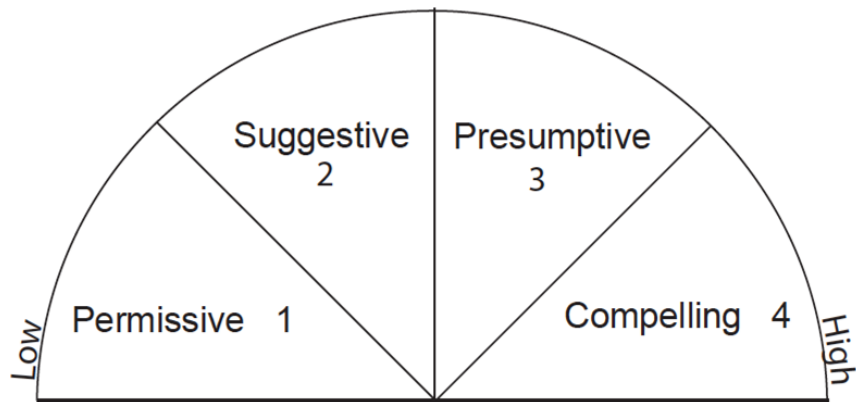 Suggestive
2
Presumptive
3
Permissive 1
Compelling 4
Low
High